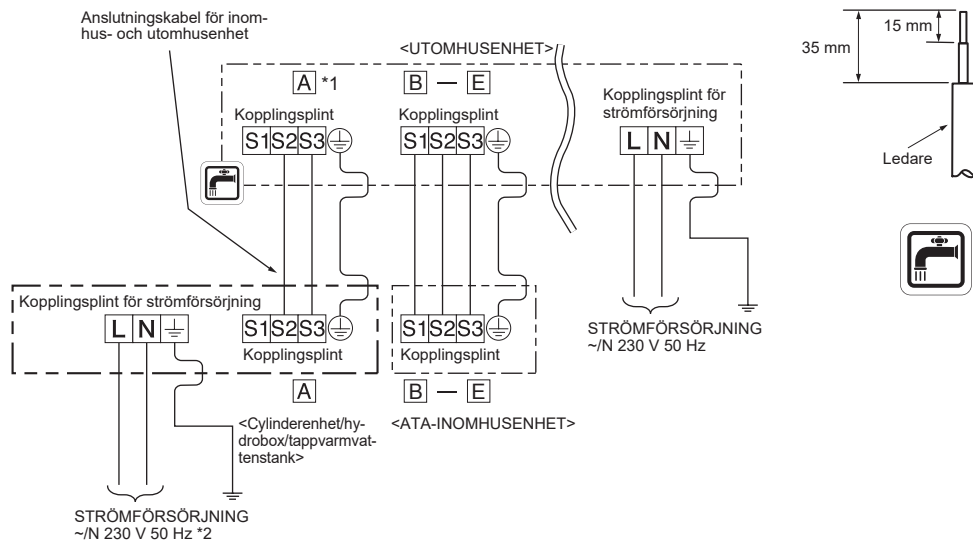 Anslutningskabel för inom-
hus- och utomhusenhet
<UTOMHUSENHET>
A *1
B — E
Kopplingsplint
S1 S2 S3
Kopplingsplint
S1 S2 S3
Kopplingsplint för
strömförsörjning
L N
15 mm
35 mm
Ledare
Kopplingsplint för strömförsörjning
L N
S1 S2 S3
Kopplingsplint
S1 S2 S3
Kopplingsplint
STRÖMFÖRSÖRJNING
~/N 230 V 50 Hz
A
B — E
<Cylinderenhet/hy-
drobox/tappvarmvat-
tenstank>
<ATA-INOMHUSENHET>
STRÖMFÖRSÖRJNING
~/N 230 V 50 Hz *2